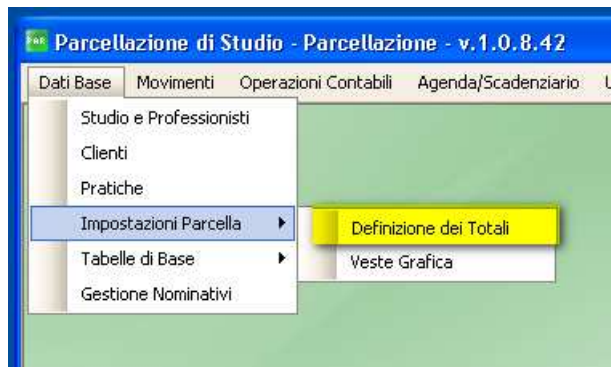 PAR Parcellazione di Studio - Parcellazione - v.1.0.8.42
Dati Base Movimenti Operazioni Contabili Agenda/Scadenziario
Studio e Professionisti
Clienti
Pratiche
Impostazioni Parcella
Definizione dei Totali
Tabelle di Base
Veste Grafica
Gestione Nominativi